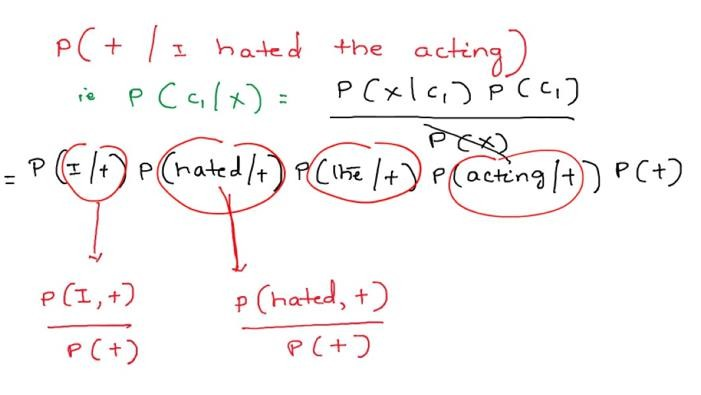 P(+ / I hated the acting)
ie P(c₁/x) = P(x|c₁) P(c₁)
P(x)
= P(I/+) P(hated/+) P(the/+) P(acting/+) P(+)
P(I,+) P(hated,+)
P(+) P(+)